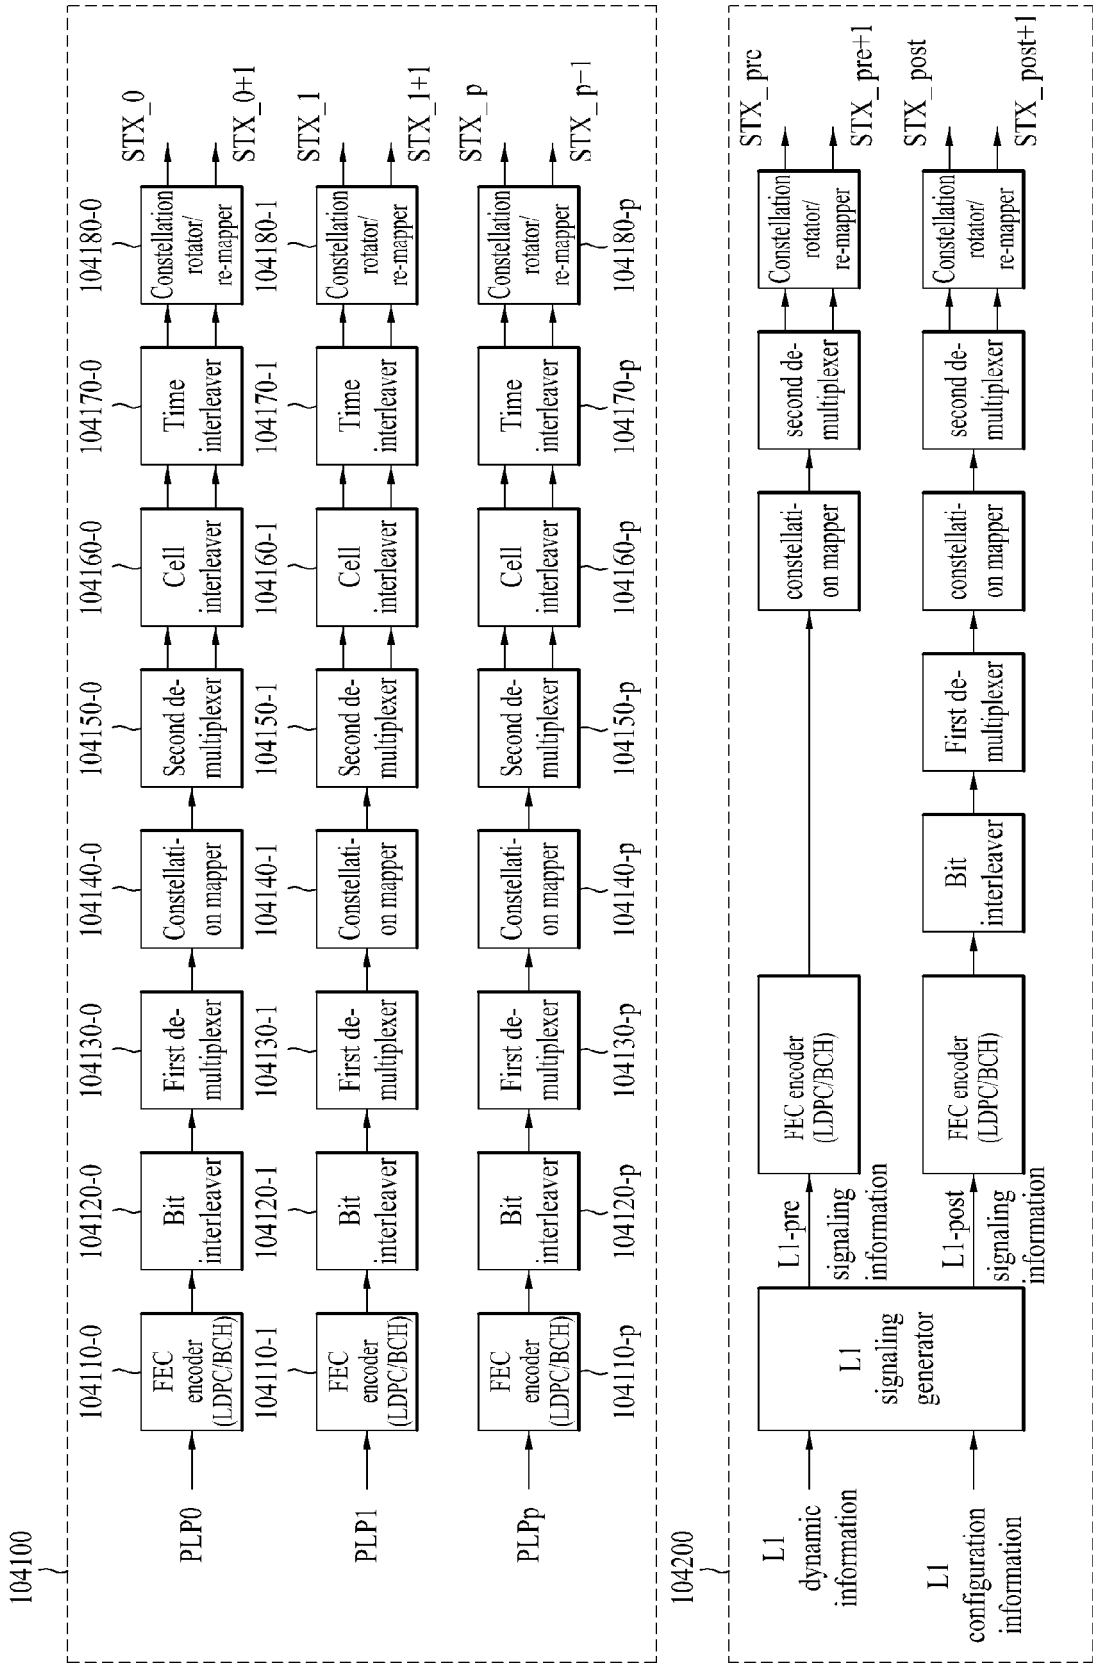 104100
104110-0
104120-0
104130-0
104140-0
104150-0
104160-0
104170-0
104180-0
PLP0
FEC
encoder
(LDPC/BCH)
Bit
interleaver
First de-
multiplexer
Constellati-
on mapper
Second de-
multiplexer
Cell
interleaver
Time
interleaver
Constellation
rotator/
re-mapper
STX_0
STX_0+1
104110-1
104120-1
104130-1
104140-1
104150-1
104160-1
104170-1
104180-1
PLP1
FEC
encoder
(LDPC/BCH)
Bit
interleaver
First de-
multiplexer
Constellati-
on mapper
Second de-
multiplexer
Cell
interleaver
Time
interleaver
Constellation
rotator/
re-mapper
STX_1
STX_1+1
PLPp
FEC
encoder
(LDPC/BCH)
Bit
interleaver
First de-
multiplexer
Constellati-
on mapper
Second de-
multiplexer
Cell
interleaver
Time
interleaver
Constellation
rotator/
re-mapper
STX_p
STX_p-1
104110-p
104120-p
104130-p
104140-p
104150-p
104160-p
104170-p
104180-p
104200
L1
dynamic
information
L1
configuration
information
L1
signaling
generator
L1-pre
signaling
information
FEC encoder
(LDPC/BCH)
constellati-
on mapper
second de-
multiplexer
Constellation
rotator/
re-mapper
STX_pre
STX_pre+1
L1-post
signaling
information
FEC encoder
(LDPC/BCH)
Bit
interleaver
First de-
multiplexer
constellati-
on mapper
second de-
multiplexer
Constellation
rotator/
re-mapper
STX_post
STX_post+1